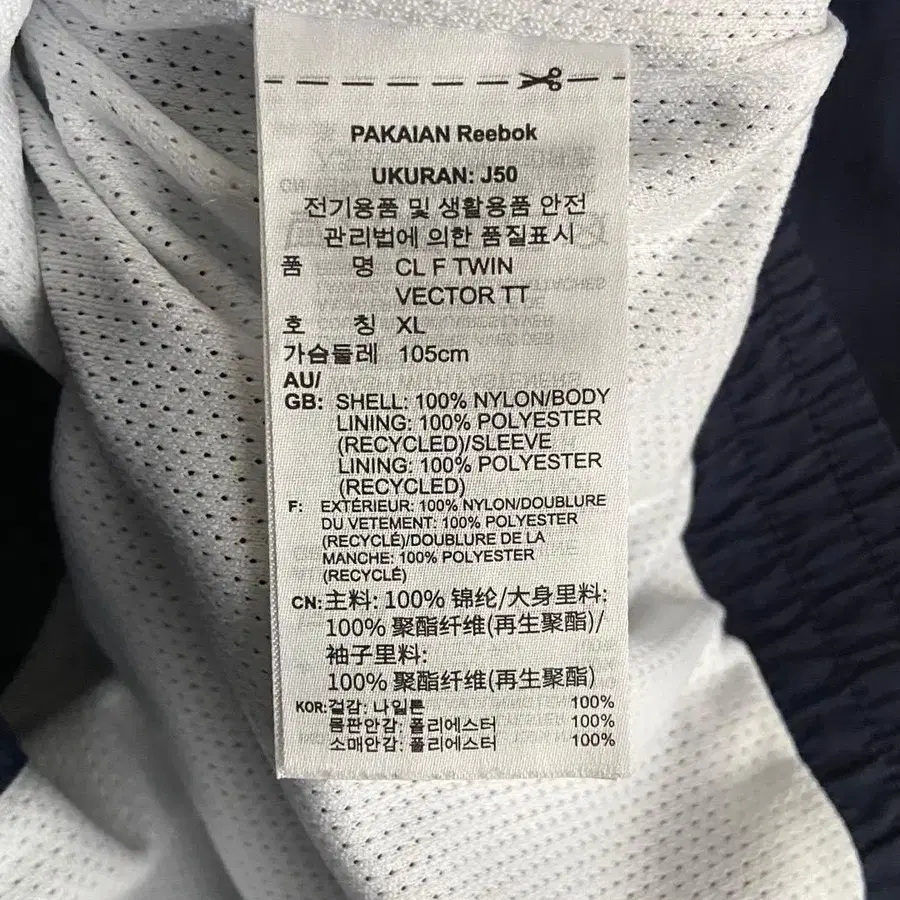 PAKAIAN Reebok
UKURAN: J50
전기용품 및 생활용품 안전
관리법에 의한 품질표시
품 명 CL F TWIN
VECTOR TT
호 칭 XL
가슴둘레 105cm
AU/
GB: SHELL: 100% NYLON/BODY
LINING: 100% POLYESTER
(RECYCLED)/SLEEVE
LINING: 100% POLYESTER
(RECYCLED)
F: EXTÉRIEUR: 100% NYLON/DOUBLURE
DU VETEMENT: 100% POLYESTER
(RECYCLÉ)/DOUBLURE DE LA
MANCHE: 100% POLYESTER
(RECYCLÉ)
CN: 主料: 100% 锦纶/大身里料:
100% 聚酯纤维(再生聚酯)/
袖子里料:
100% 聚酯纤维(再生聚酯)
KOR: 겉감: 나일론 100%
몸판안감: 폴리에스터 100%
소매안감: 폴리에스터 100%